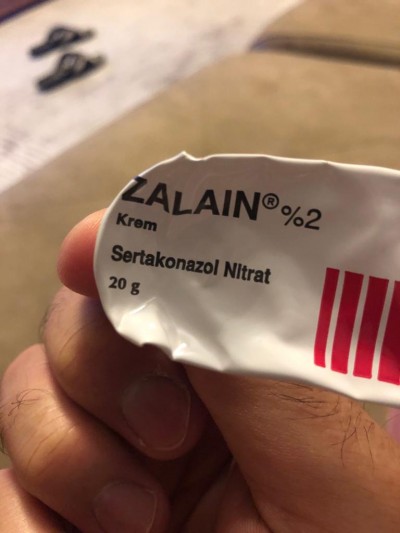 ZALAIN® %2
Krem
Sertakonazol Nitrat
20 g